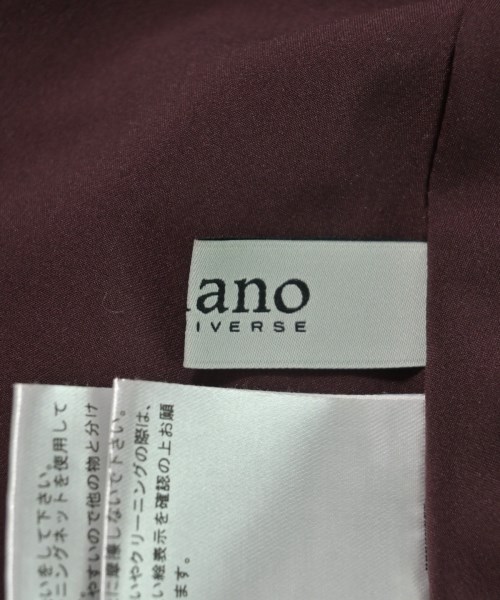 ano
IVERSE
いやクリーニングの際は、
い絵表示を確認の上お願
ます。
に摩擦しないで下さい。
やすいので他の物と分け
いをして下さい。
ニングネットを使用して